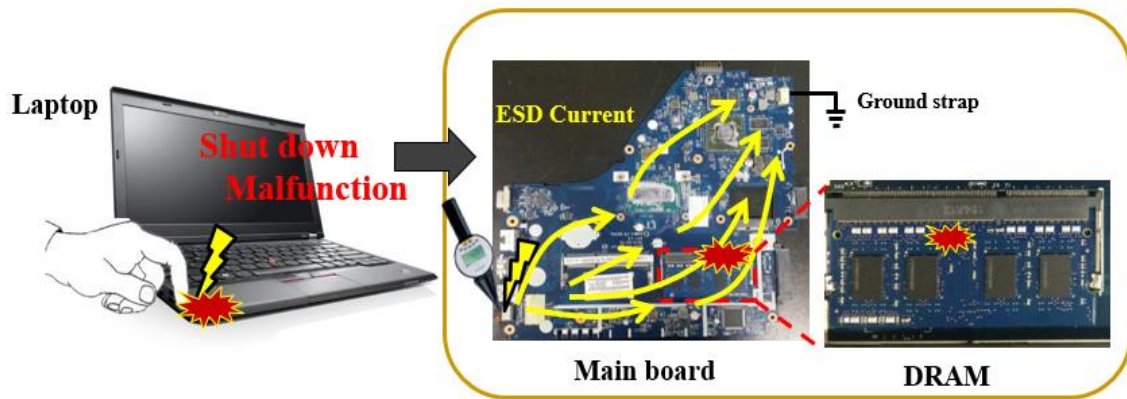 Laptop
Shut down
Malfunction
ESD Current
Ground strap
Main board
DRAM